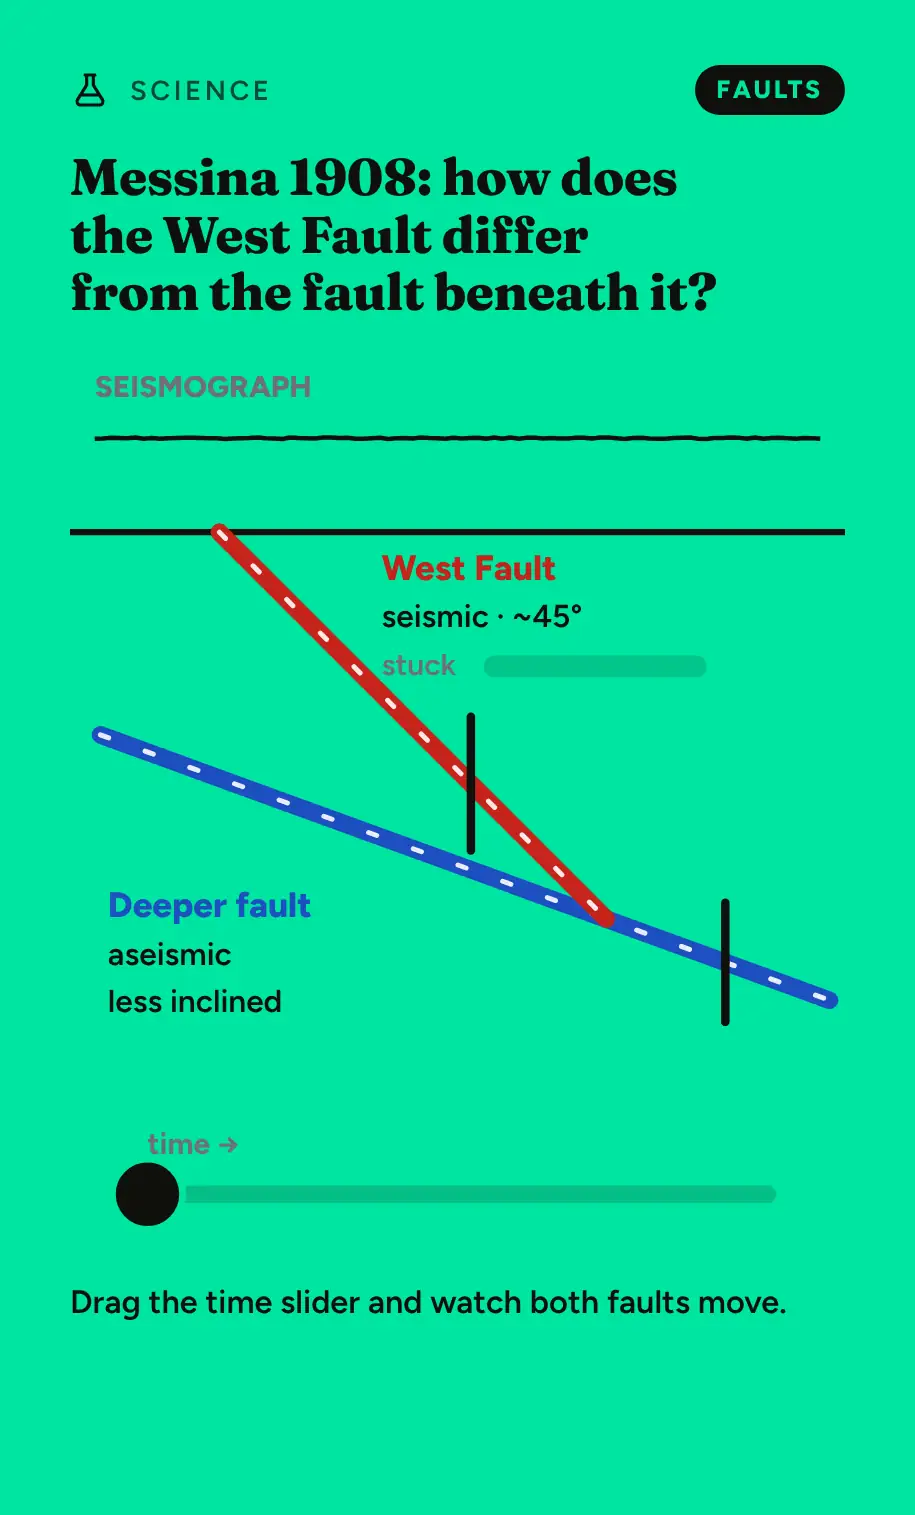 SCIENCE
FAULTS
Messina 1908: how does
the West Fault differ
from the fault beneath it?
SEISMOGRAPH
West Fault
seismic · ~45°
stuck
Deeper fault
aseismic
less inclined
time →
Drag the time slider and watch both faults move.